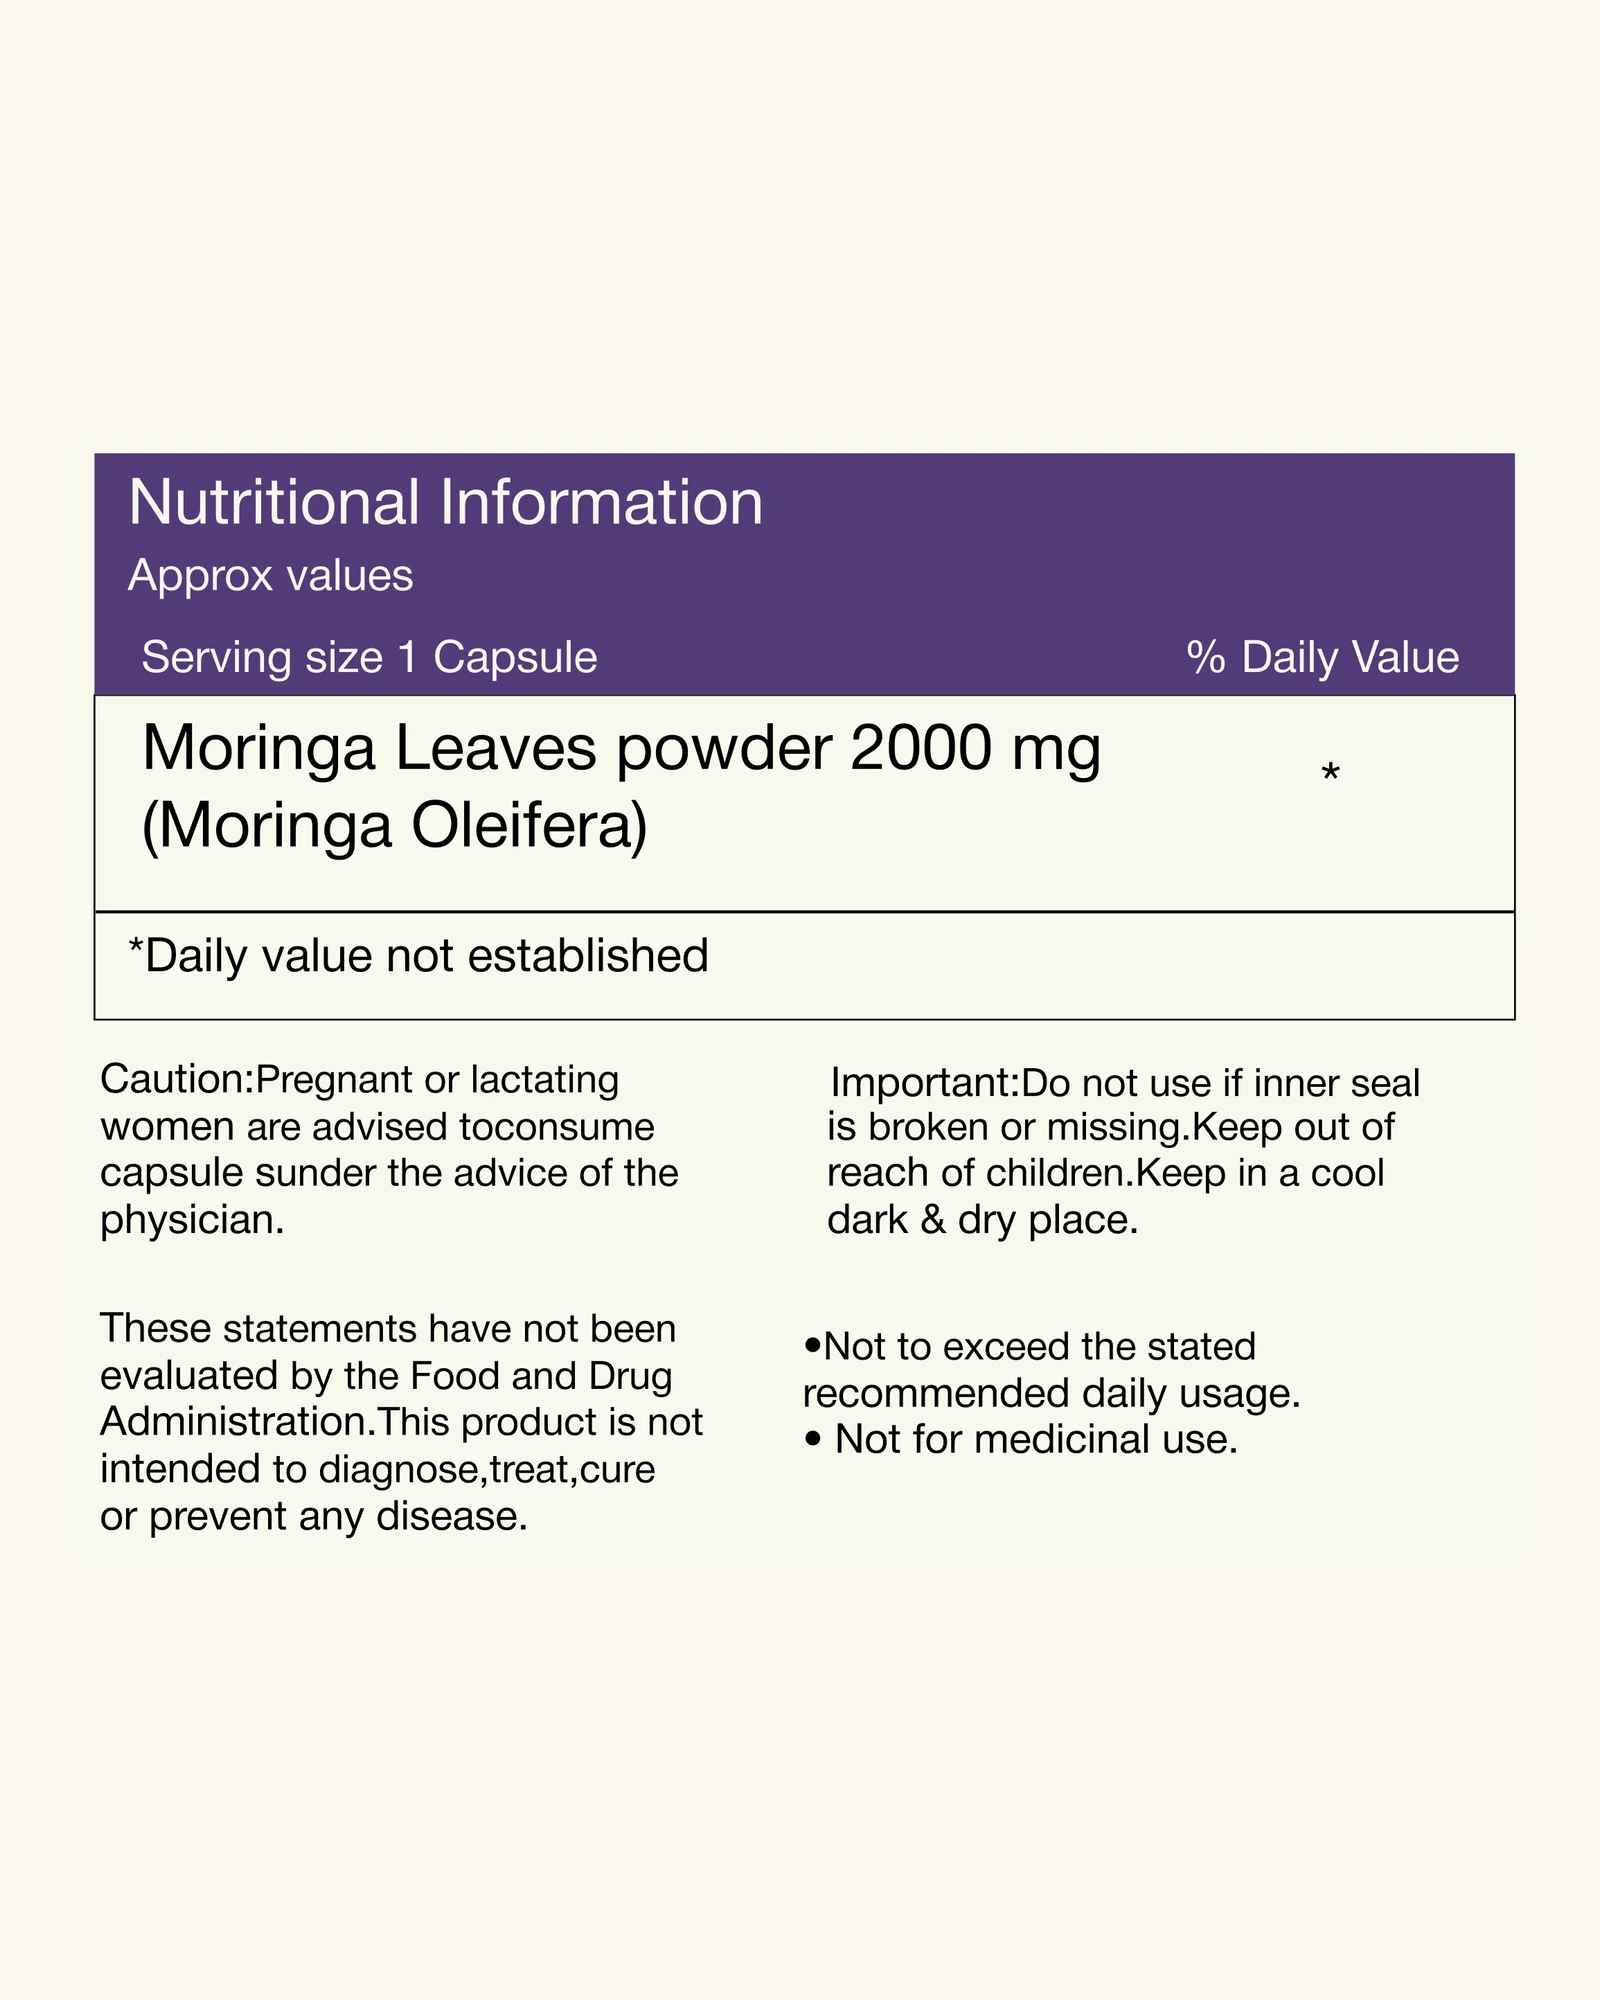 Nutritional Information
Approx values
Serving size 1 Capsule
% Daily Value
Moringa Leaves powder 2000 mg
(Moringa Oleifera)
*
*Daily value not established
Caution:Pregnant or lactating
women are advised toconsume
capsule sunder the advice of the
physician.
Important:Do not use if inner seal
is broken or missing.Keep out of
reach of children.Keep in a cool
dark & dry place.
These statements have not been
evaluated by the Food and Drug
Administration.This product is not
intended to diagnose,treat,cure
or prevent any disease.
•Not to exceed the stated
recommended daily usage.
• Not for medicinal use.